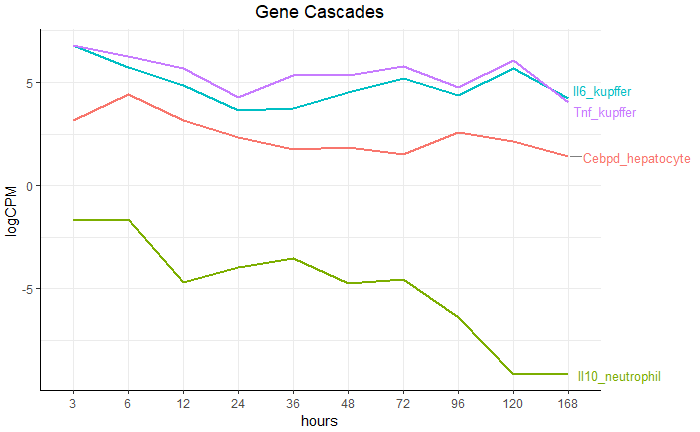 Gene Cascades
logCPM
5
0
-5
Il6_kupffer
Tnf_kupffer
Cebpd_hepatocyte
Il10_neutrophil
3 6 12 24 36 48 72 96 120 168
hours